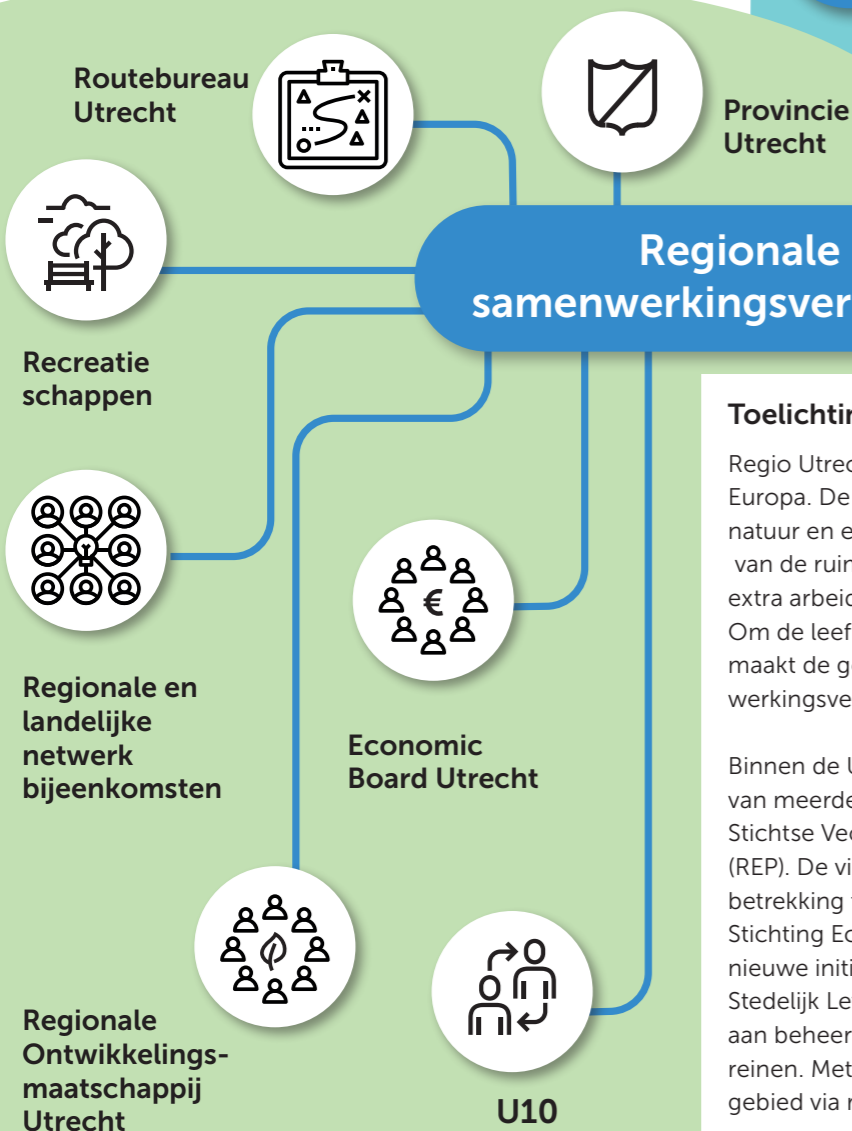 Routebureau
Utrecht
Provincie
Utrecht
Regionale
samenwerkingsver
Recreatie
schappen
Regionale en
landelijke
netwerk
bijeenkomsten
€
Economic
Board Utrecht
Regionale
Ontwikkelings-
maatschappij
Utrecht
U10
Toelichtin
Regio Utrec
Europa. De
natuur en e
van de ruin
extra arbeid
Om de leef
maakt de g
werkingsve
Binnen de U
van meerde
Stichtse Vec
(REP). De vi
betrekking
Stichting Ec
nieuwe initi
Stedelijk Le
aan beheer
reinen. Met
gebied via